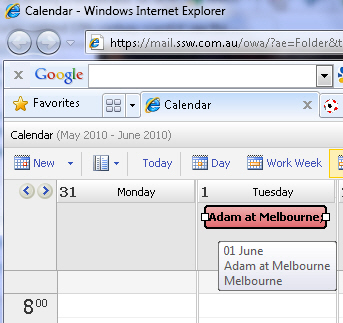 Calendar - Windows Internet Explorer
https://mail.ssw.com.au/owa/?ae=Folder&t
x Google
Favorites Calendar
Calendar (May 2010 - June 2010)
New Today Day Work Week
31 Monday 1 Tuesday
Adam at Melbourne;
01 June
Adam at Melbourne
Melbourne
8 00